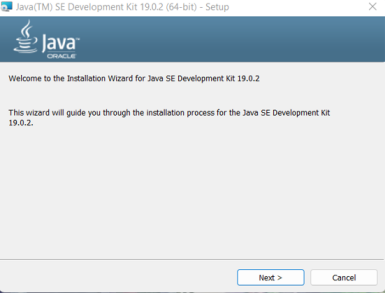 Java(TM) SE Development Kit 19.0.2 (64-bit) - Setup
Java™
ORACLE
Welcome to the Installation Wizard for Java SE Development Kit 19.0.2
This wizard will guide you through the installation process for the Java SE Development Kit
19.0.2.
Next >
Cancel